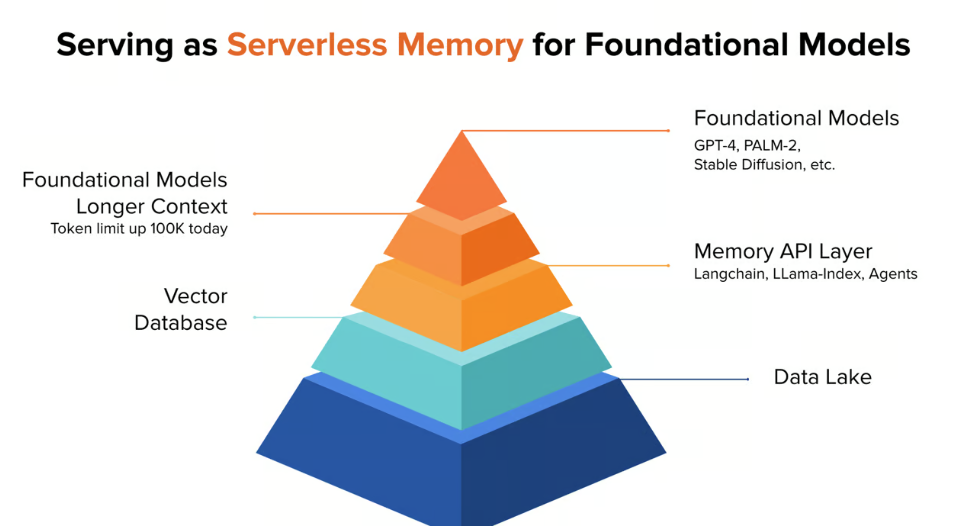 Serving as Serverless Memory for Foundational Models
Foundational Models
GPT-4, PALM-2,
Stable Diffusion, etc.
Foundational Models
Longer Context
Token limit up 100K today
Memory API Layer
Langchain, LLama-Index, Agents
Vector
Database
Data Lake